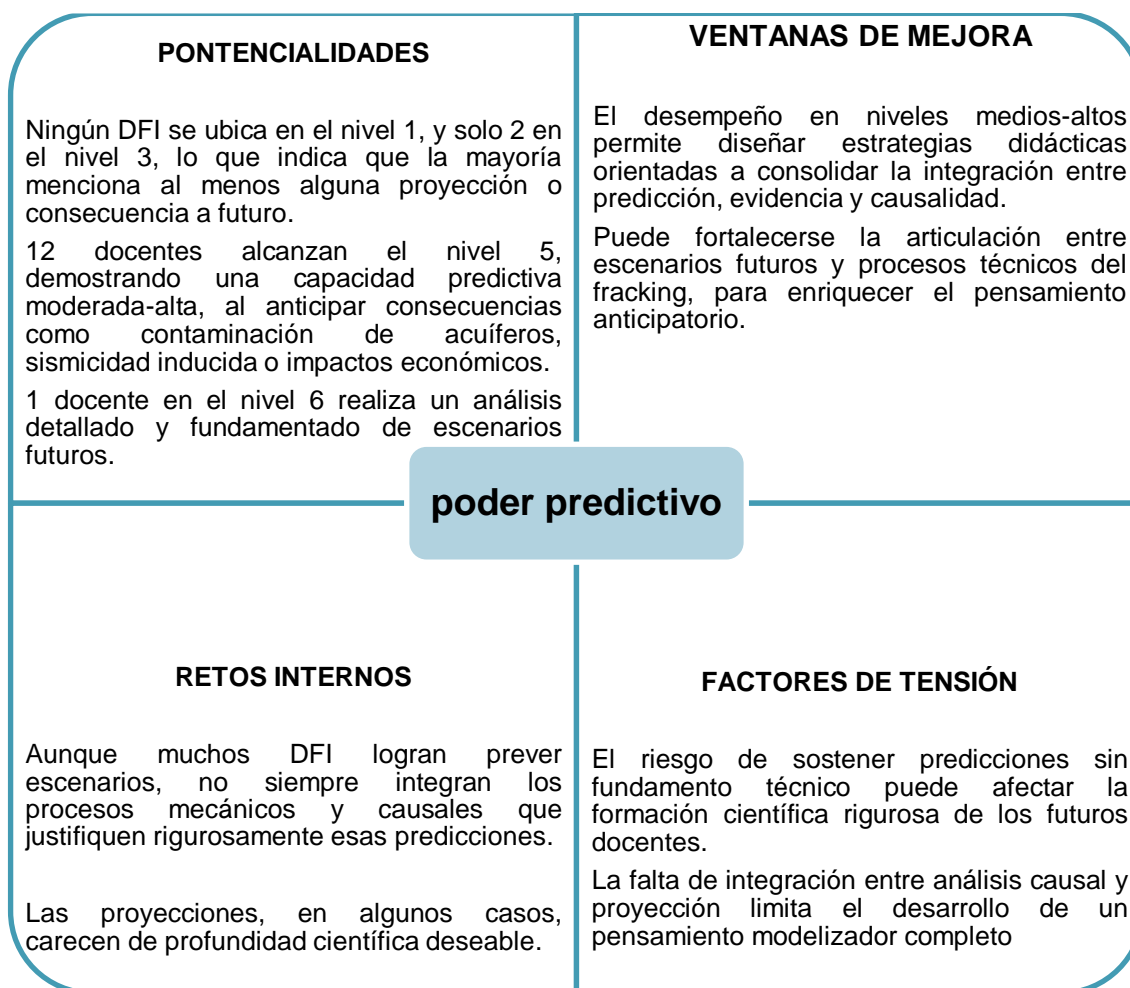 PONTENCIALIDADES
Ningún DFI se ubica en el nivel 1, y solo 2 en
el nivel 3, lo que indica que la mayoría
menciona al menos alguna proyección o
consecuencia a futuro.
12 docentes alcanzan el nivel 5,
demostrando una capacidad predictiva
moderada-alta, al anticipar consecuencias
como contaminación de acuíferos,
sismicidad inducida o impactos económicos.
1 docente en el nivel 6 realiza un análisis
detallado y fundamentado de escenarios
futuros.
VENTANAS DE MEJORA
El desempeño en niveles medios-altos
permite diseñar estrategias didácticas
orientadas a consolidar la integración entre
predicción, evidencia y causalidad.
Puede fortalecerse la articulación entre
escenarios futuros y procesos técnicos del
fracking, para enriquecer el pensamiento
anticipatorio.
poder predictivo
RETOS INTERNOS
Aunque muchos DFI logran prever
escenarios, no siempre integran los
procesos mecánicos y causales que
justifiquen rigurosamente esas predicciones.
Las proyecciones, en algunos casos,
carecen de profundidad científica deseable.
FACTORES DE TENSIÓN
El riesgo de sostener predicciones sin
fundamento técnico puede afectar la
formación científica rigurosa de los futuros
docentes.
La falta de integración entre análisis causal y
proyección limita el desarrollo de un
pensamiento modelizador completo